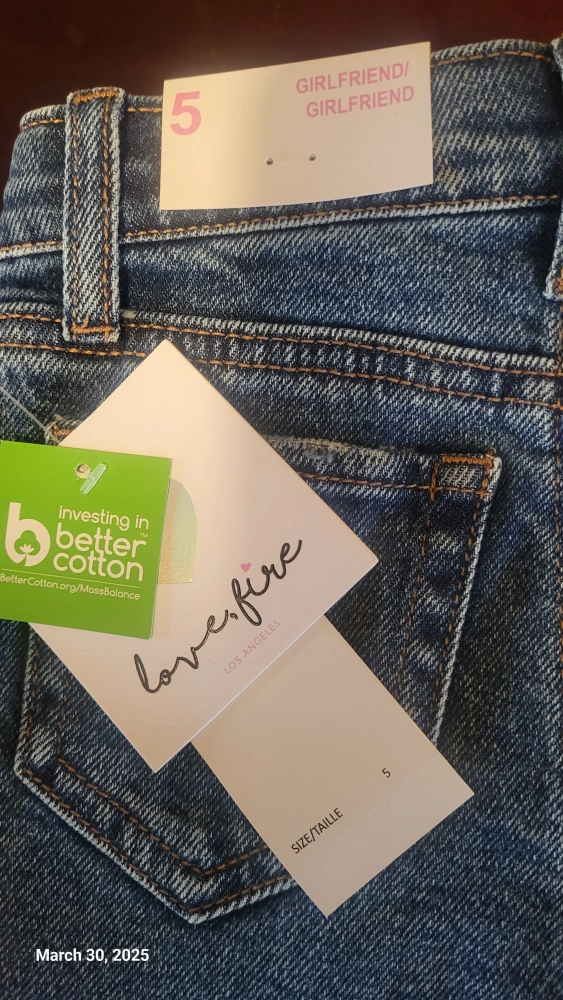 5
GIRLFRIEND/
GIRLFRIEND
b
investing in
better™
cotton
BetterCotton.org/MassBalance
love, fire
LOS ANGELES
SIZE/TAILLE 5
March 30, 2025